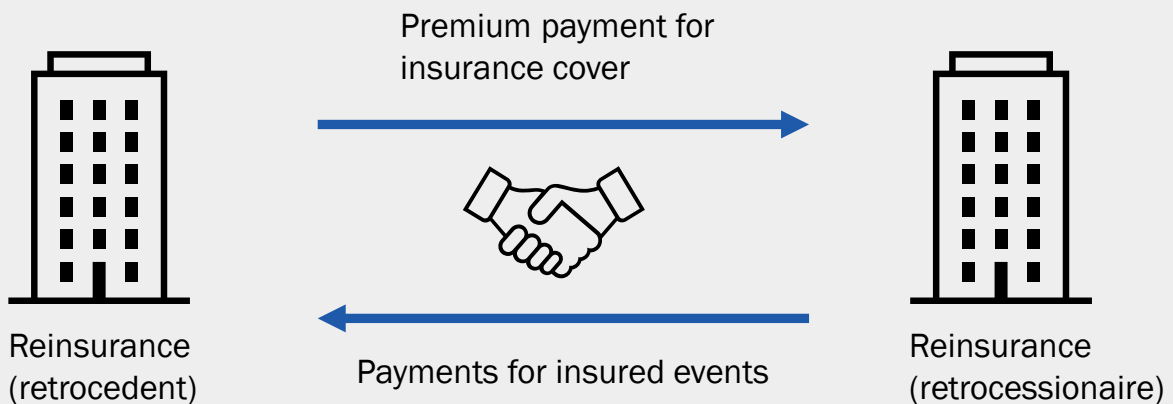 Premium payment for
insurance cover
Reinsurance
(retrocedent)
Payments for insured events
Reinsurance
(retrocessionaire)